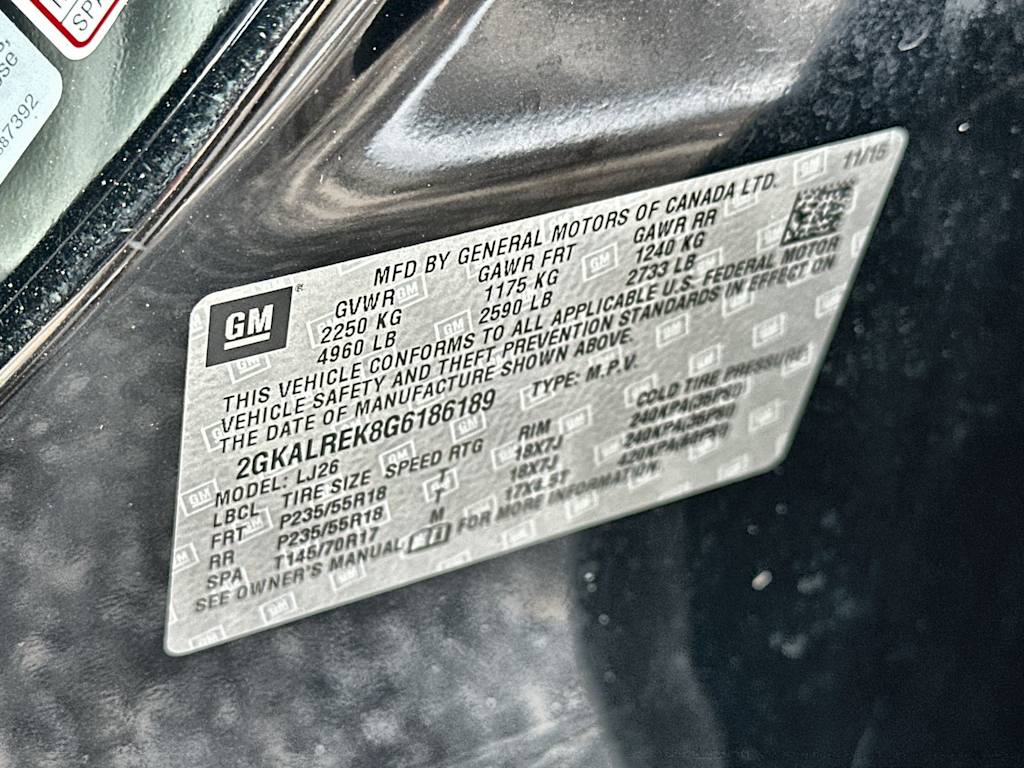 SPA
ose
87392
11/15
GM
MFD BY GENERAL MOTORS OF CANADA LTD.
GVWR GAWR FRT GAWR RR
2250 KG 1175 KG 1240 KG
4960 LB 2590 LB 2733 LB
THIS VEHICLE CONFORMS TO ALL APPLICABLE U.S. FEDERAL MOTOR
VEHICLE SAFETY AND THEFT PREVENTION STANDARDS IN EFFECT ON
THE DATE OF MANUFACTURE SHOWN ABOVE.
2GKALREK8G6186189 TYPE: M.P.V.
MODEL: LJ26
LBCL TIRE SIZE SPEED RTG RIM COLD TIRE PRESSURE
FRT P235/55R18 T 18X7J 240KPA(35PSI)
RR P235/55R18 T 18X7J 240KPA(35PSI)
SPA T145/70R17 M 17X4.5T 420KPA(60PSI)
SEE OWNER'S MANUAL FOR MORE INFORMATION.